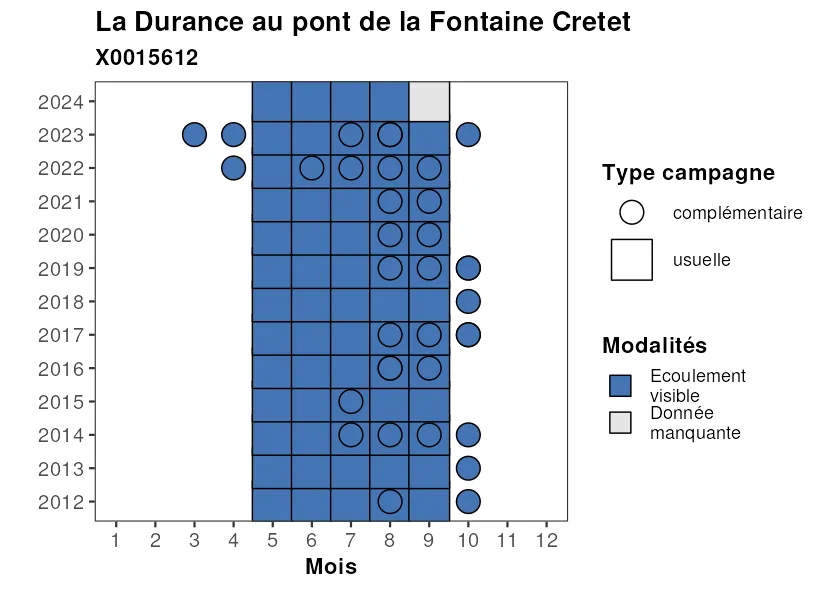 La Durance au pont de la Fontaine Cretet
X0015612
2024
2023
2022
2021
2020
2019
2018
2017
2016
2015
2014
2013
2012
1 2 3 4 5 6 7 8 9 10 11 12
Mois
Type campagne
complémentaire
usuelle
Modalités
Ecoulement
visible
Donnée
manquante